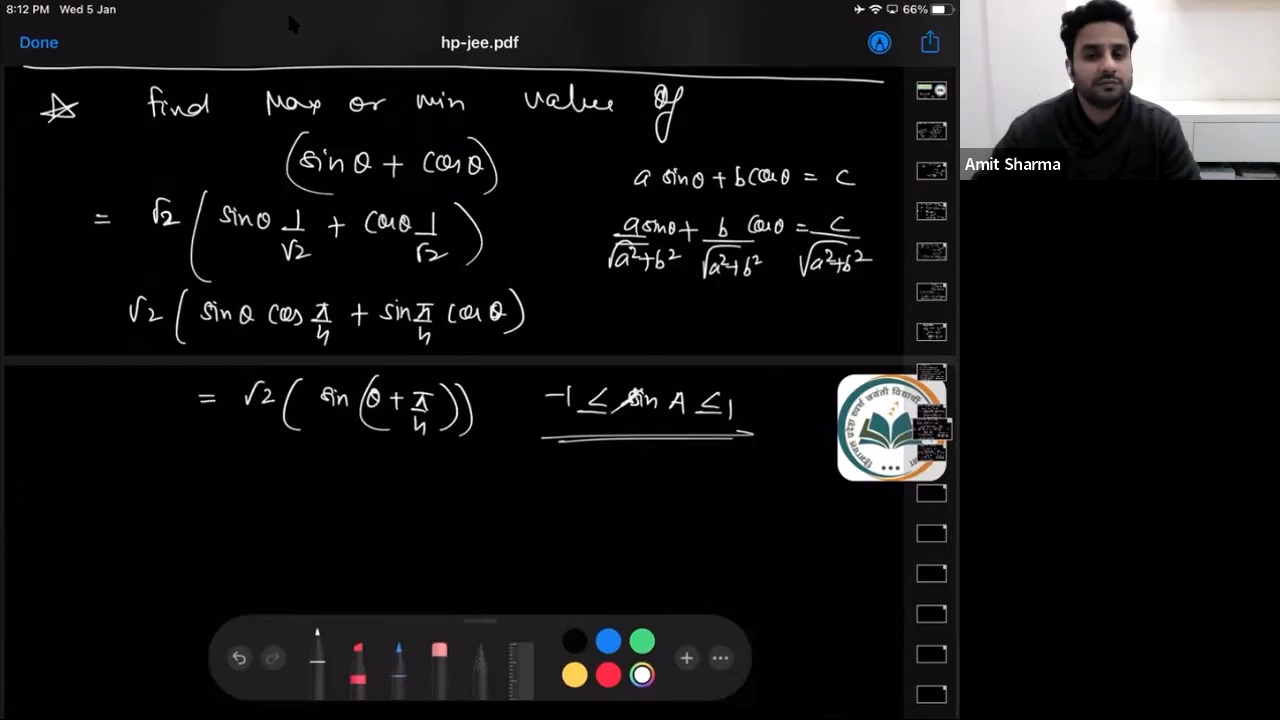 8:12 PM Wed 5 Jan
66%
Done
hp-jee.pdf
find Max or min value of
(sinθ + cosθ)
a sinθ + b cosθ = c
= √2 ( sinθ 1/√2 + cosθ 1/√2 )
a sinθ/√a²+b² + b/√a²+b² cosθ = c/√a²+b²
√2 ( sinθ cos π/4 + sin π/4 cosθ )
= √2 ( sin (θ + π/4))
-1 ≤ sin A ≤ 1
Amit Sharma